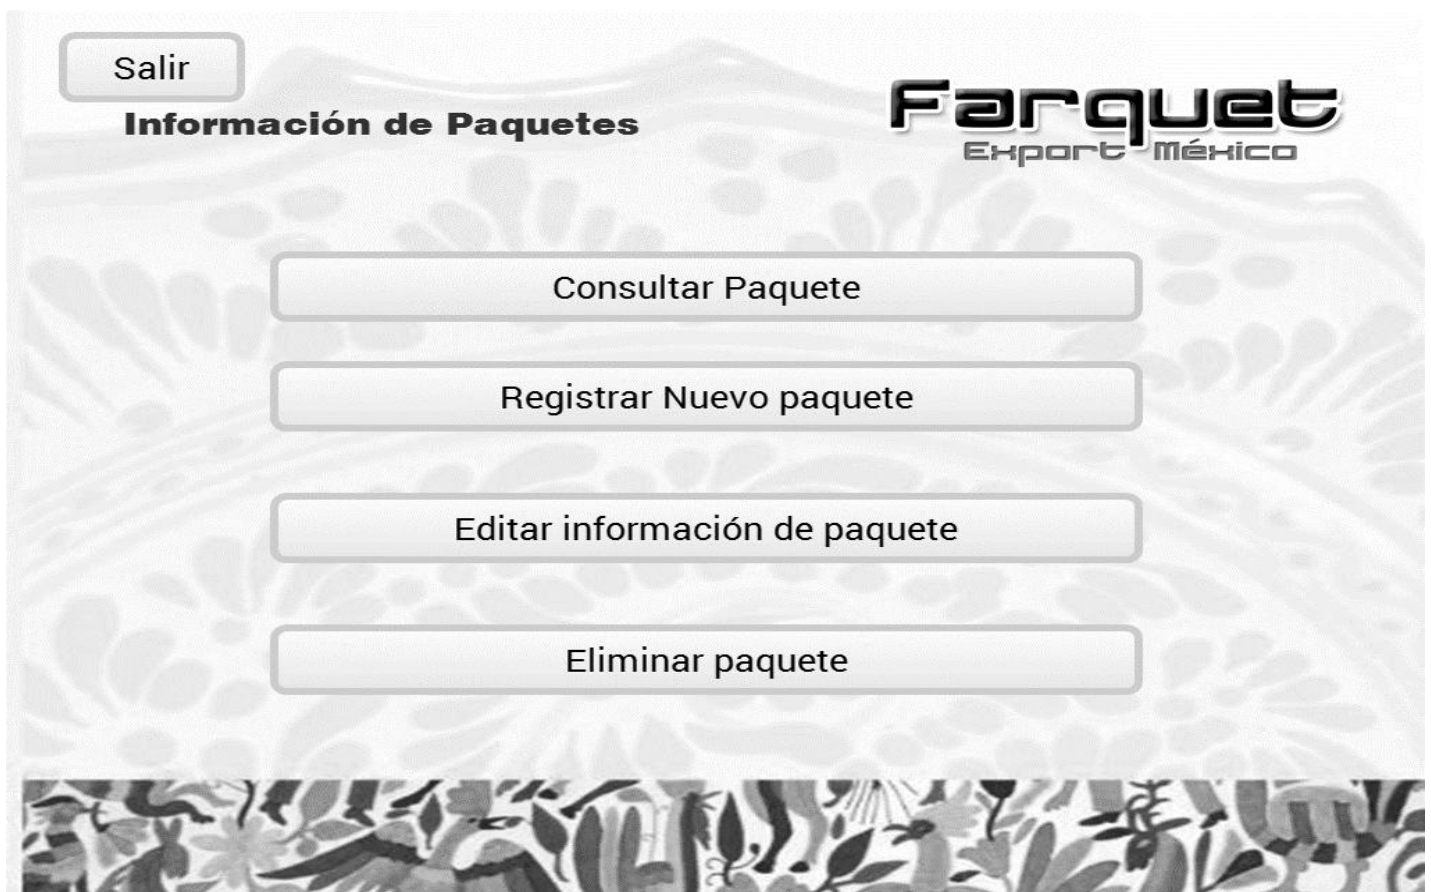 Salir
Información de Paquetes
Farquet
Export México
Consultar Paquete
Registrar Nuevo paquete
Editar información de paquete
Eliminar paquete